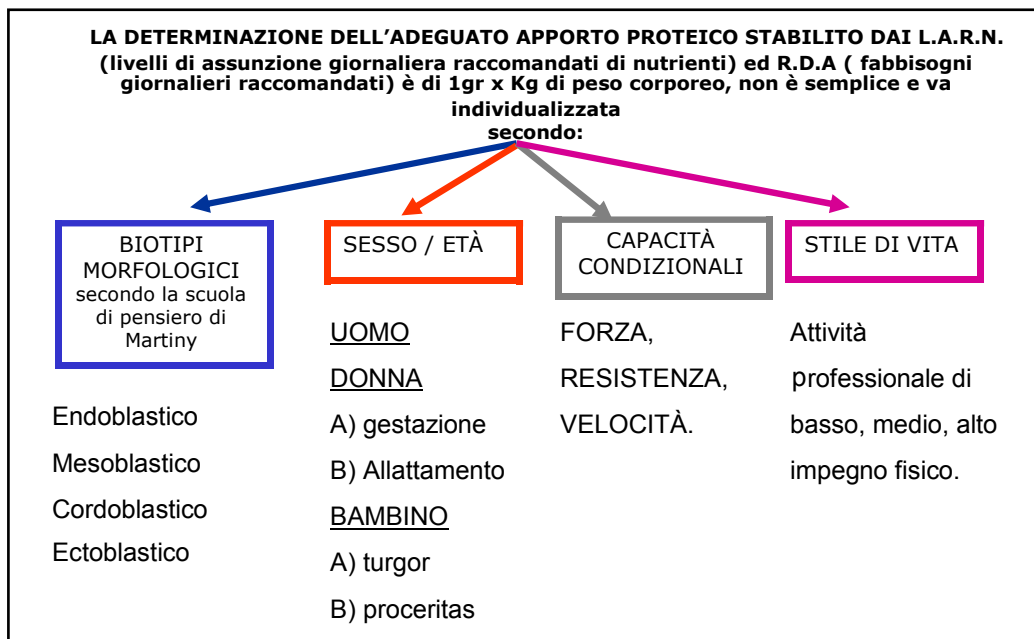 LA DETERMINAZIONE DELL’ADEGUATO APPORTO PROTEICO STABILITO DAI L.A.R.N.
(livelli di assunzione giornaliera raccomandati di nutrienti) ed R.D.A ( fabbisogni
giornalieri raccomandati) è di 1gr x Kg di peso corporeo, non è semplice e va
individualizzata
secondo:
BIOTIPI
MORFOLOGICI
secondo la scuola
di pensiero di
Martiny
Endoblastico
Mesoblastico
Cordoblastico
Ectoblastico
SESSO / ETÀ
UOMO
DONNA
A) gestazione
B) Allattamento
BAMBINO
A) turgor
B) proceritas
CAPACITÀ
CONDIZIONALI
FORZA,
RESISTENZA,
VELOCITÀ.
STILE DI VITA
Attività
professionale di
basso, medio, alto
impegno fisico.